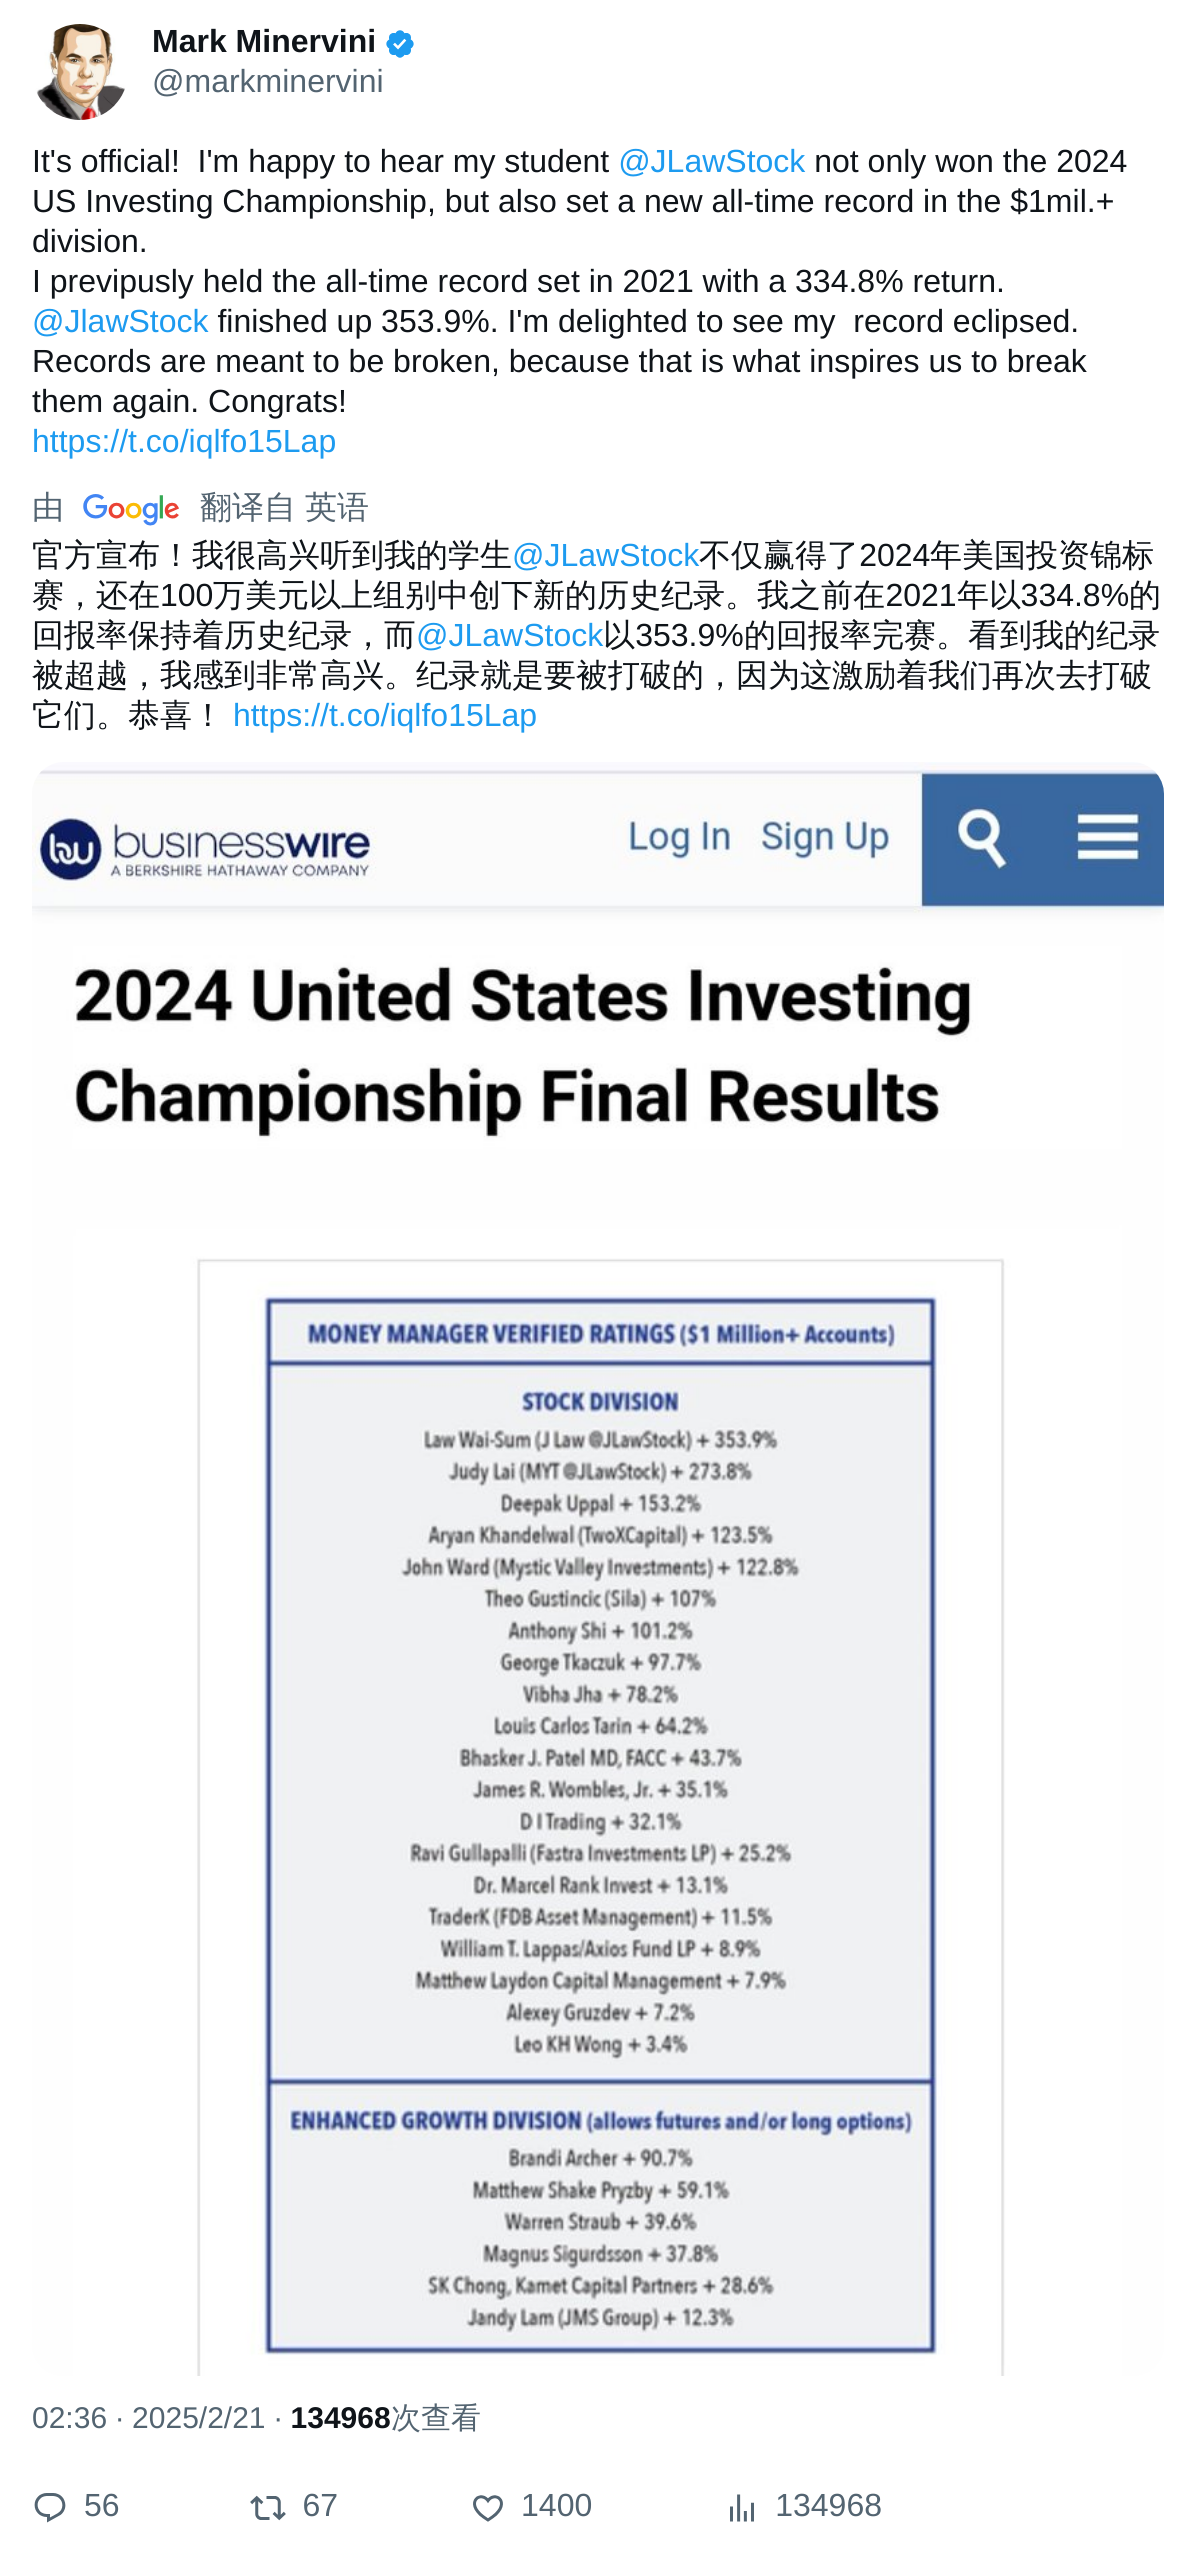 Mark Minervini
@markminervini
It's official!  I'm happy to hear my student @JLawStock not only won the 2024
US Investing Championship, but also set a new all-time record in the $1mil.+
division.
I previpusly held the all-time record set in 2021 with a 334.8% return.
@JlawStock finished up 353.9%. I'm delighted to see my  record eclipsed.
Records are meant to be broken, because that is what inspires us to break
them again. Congrats!
https://t.co/iqlfo15Lap
由 Google 翻译自 英语
官方宣布！我很高兴听到我的学生@JLawStock不仅赢得了2024年美国投资锦标
赛，还在100万美元以上组别中创下新的历史纪录。我之前在2021年以334.8%的
回报率保持着历史纪录，而@JLawStock以353.9%的回报率完赛。看到我的纪录
被超越，我感到非常高兴。纪录就是要被打破的，因为这激励着我们再次去打破
它们。恭喜！ https://t.co/iqlfo15Lap
bw businesswire Log In Sign Up
A BERKSHIRE HATHAWAY COMPANY
2024 United States Investing
Championship Final Results
MONEY MANAGER VERIFIED RATINGS ($1 Million+ Accounts)
STOCK DIVISION
Law Wai-Sum (J Law @JLawStock) + 353.9%
Judy Lai (MYT @JLawStock) + 273.8%
Deepak Uppal + 153.2%
Aryan Khandelwal (TwoXCapital) + 123.5%
John Ward (Mystic Valley Investments) + 122.8%
Theo Gustincic (Sila) + 107%
Anthony Shi + 101.2%
George Tkaczuk + 97.7%
Vibha Jha + 78.2%
Louis Carlos Tarin + 64.2%
Bhasker J. Patel MD, FACC + 43.7%
James R. Wombles, Jr. + 35.1%
D I Trading + 32.1%
Ravi Gullapalli (Fastra Investments LP) + 25.2%
Dr. Marcel Rank Invest + 13.1%
TraderK (FDB Asset Management) + 11.5%
William T. Lappas/Axios Fund LP + 8.9%
Matthew Laydon Capital Management + 7.9%
Alexey Gruzdev + 7.2%
Leo KH Wong + 3.4%
ENHANCED GROWTH DIVISION (allows futures and/or long options)
Brandi Archer + 90.7%
Matthew Shake Pryzby + 59.1%
Warren Straub + 39.6%
Magnus Sigurdsson + 37.8%
SK Chong, Kamet Capital Partners + 28.6%
Jandy Lam (JMS Group) + 12.3%
02:36 · 2025/2/21 · 134968次查看
56 67 1400 134968